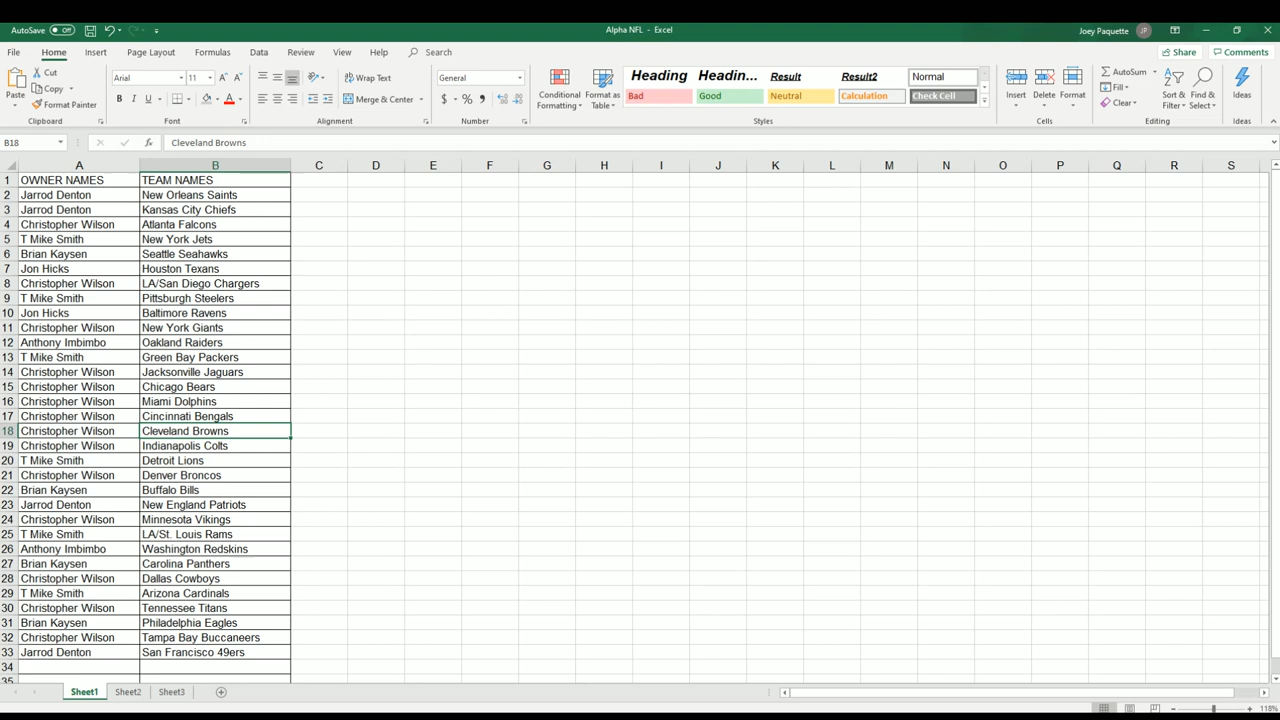 AutoSave Off Alpha NFL - Excel Joey Paquette JP
File Home Insert Page Layout Formulas Data Review View Help Search Share Comments
Paste Cut Arial 11 Wrap Text General Conditional Formatting Format as Table Heading Headin... Result Result2 Normal Insert Delete Format AutoSum Sort & Filter Find & Select Ideas
Copy Fill
Format Painter B I U Merge & Center $ % Bad Good Neutral Calculation Check Cell Clear
Clipboard Font Alignment Number Styles Cells Editing Ideas
B18 fx Cleveland Browns
A B C D E F G H I J K L M N O P Q R S
1 OWNER NAMES TEAM NAMES
2 Jarrod Denton New Orleans Saints
3 Jarrod Denton Kansas City Chiefs
4 Christopher Wilson Atlanta Falcons
5 T Mike Smith New York Jets
6 Brian Kaysen Seattle Seahawks
7 Jon Hicks Houston Texans
8 Christopher Wilson LA/San Diego Chargers
9 T Mike Smith Pittsburgh Steelers
10 Jon Hicks Baltimore Ravens
11 Christopher Wilson New York Giants
12 Anthony Imbimbo Oakland Raiders
13 T Mike Smith Green Bay Packers
14 Christopher Wilson Jacksonville Jaguars
15 Christopher Wilson Chicago Bears
16 Christopher Wilson Miami Dolphins
17 Christopher Wilson Cincinnati Bengals
18 Christopher Wilson Cleveland Browns
19 Christopher Wilson Indianapolis Colts
20 T Mike Smith Detroit Lions
21 Christopher Wilson Denver Broncos
22 Brian Kaysen Buffalo Bills
23 Jarrod Denton New England Patriots
24 Christopher Wilson Minnesota Vikings
25 T Mike Smith LA/St. Louis Rams
26 Anthony Imbimbo Washington Redskins
27 Brian Kaysen Carolina Panthers
28 Christopher Wilson Dallas Cowboys
29 T Mike Smith Arizona Cardinals
30 Christopher Wilson Tennessee Titans
31 Brian Kaysen Philadelphia Eagles
32 Christopher Wilson Tampa Bay Buccaneers
33 Jarrod Denton San Francisco 49ers
34
35
Sheet1 Sheet2 Sheet3
118%